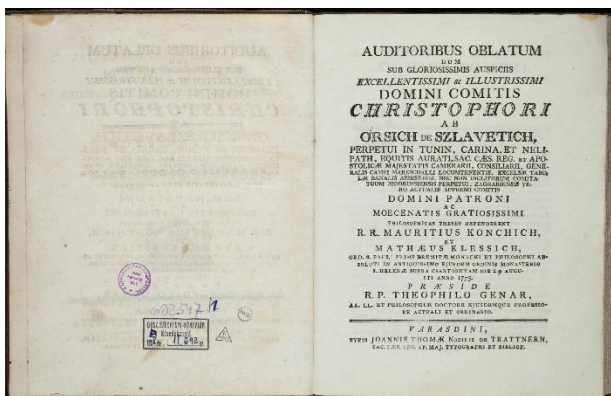 603.517
AUDITORIBUS OBLATUM
DUM
SUB GLORIOSISSIMIS AUSPICIIS
EXCELLENTISSIMI ac ILLUSTRISSIMI
DOMINI COMITIS
CHRISTOPHORI
AB
ORSICH DE SZLAVETICH,
PERPETUI IN TUNIN, CARINA, ET NELI-
PATH, EQUITIS AURATI, SAC. CÆS. REG. ET APO-
STOLICÆ MAJESTATIS CAMERARII, CONSILIARII, GENE-
RALIS CAMPI MARESCHALLI LOCUMTENENTIS, EXCELSÆ TABU-
LÆ BANALIS ASSESSORIS, NEC NON INCLYTORUM COMITA-
TUUM MODRUSIENSIS PERPETUI, ZAGRABIENSIS VE-
RO ACTUALIS SUPREMI COMITIS
DOMINI PATRONI
AC
MOECENATIS GRATIOSISSIMI
PHILOSOPHICAS THESES DEFENDERENT
R. R. MAURITIUS KONCHICH,
ET
MATHÆUS KLESSICH,
ORD. S. PAUL. PRIMI EREMITÆ MONACHI ET PHILOSOPHI AB-
SOLUTI IN ANTIQUISSIMO EJUSDEM ORDINIS MONASTERIO
S. HELENÆ SUPRA CSAKTORNYAM DIE AUGU-
STI ANNO 1775.
PRÆSIDE
R. P. THEOPHILO GENAR,
AA. LL. ET PHILOSOPHIÆ DOCTORE EJUSDEMQUE PROFESSO-
RE ACTUALI ET ORDINARIO.
VARASDINI,
TYPIS JOANNIS THOMÆ NOBILIS DE TRATTNERN,
SAC. CÆS. REG. AP. MAJ. TYPOGRAPHI ET BIBLIOP.